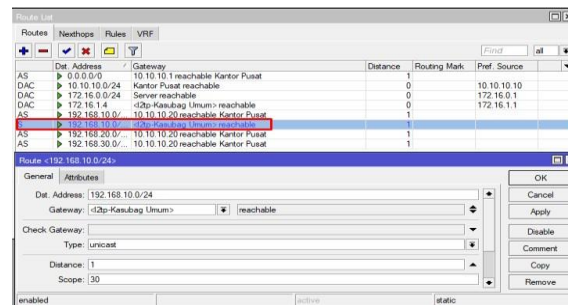 Route List
Routes Nexthops Rules VRF
Find all
Dst. Address Gateway Distance Routing Mark Pref. Source
AS 0.0.0.0/0 10.10.10.1 reachable Kantor Pusat 1
DAC 10.10.10.0/24 Kantor Pusat reachable 0 10.10.10.10
DAC 172.16.0.0/24 Server reachable 0 172.16.0.1
DAC 172.16.1.4 <l2tp-Kasubag Umum> reachable 0 172.16.1.1
AS 192.168.10.0/... 10.10.10.20 reachable Kantor Pusat 1
S 192.168.10.0/... <l2tp-Kasubag Umum> reachable 1
AS 192.168.20.0/... 10.10.10.20 reachable Kantor Pusat 1
AS 192.168.30.0/... 10.10.10.20 reachable Kantor Pusat 1
Route <192.168.10.0/24>
General Attributes
OK
Dst. Address: 192.168.10.0/24
Cancel
Gateway: <l2tp-Kasubag Umum> reachable
Apply
Check Gateway:
Disable
Type: unicast
Comment
Distance: 1
Copy
Scope: 30
Remove
enabled active static